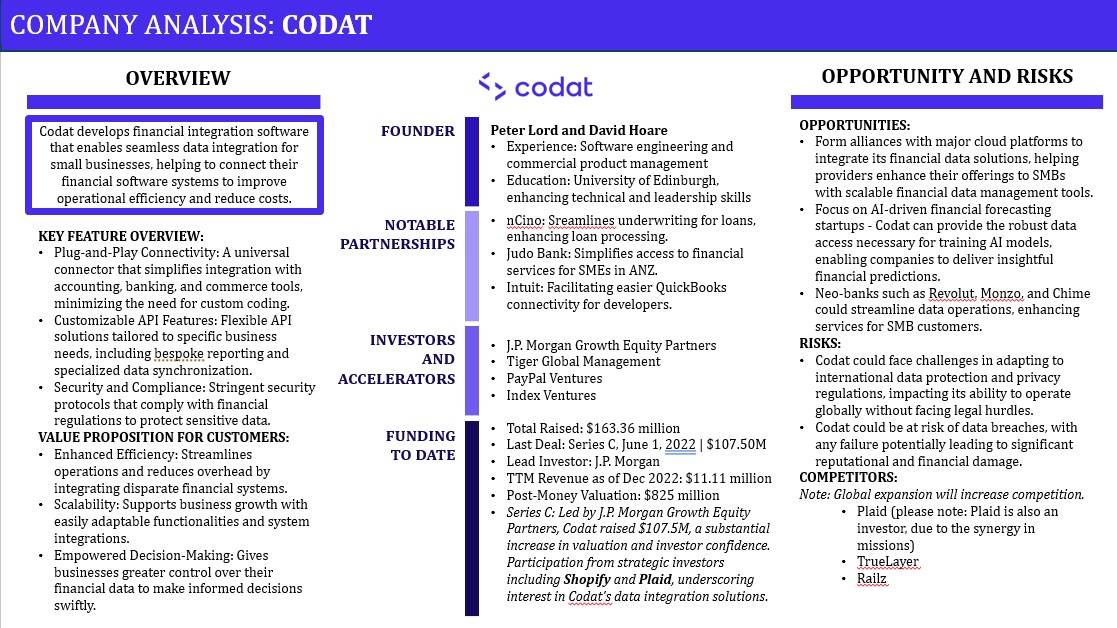 COMPANY ANALYSIS: CODAT
OVERVIEW
Codat develops financial integration software
that enables seamless data integration for
small businesses, helping to connect their
financial software systems to improve
operational efficiency and reduce costs.
KEY FEATURE OVERVIEW:
• Plug-and-Play Connectivity: A universal
connector that simplifies integration with
accounting, banking, and commerce tools,
minimizing the need for custom coding.
• Customizable API Features: Flexible API
solutions tailored to specific business
needs, including bespoke reporting and
specialized data synchronization.
• Security and Compliance: Stringent security
protocols that comply with financial
regulations to protect sensitive data.
VALUE PROPOSITION FOR CUSTOMERS:
• Enhanced Efficiency: Streamlines
operations and reduces overhead by
integrating disparate financial systems.
• Scalability: Supports business growth with
easily adaptable functionalities and system
integrations.
• Empowered Decision-Making: Gives
businesses greater control over their
financial data to make informed decisions
swiftly.
codat
FOUNDER
Peter Lord and David Hoare
• Experience: Software engineering and
commercial product management
• Education: University of Edinburgh,
enhancing technical and leadership skills
NOTABLE
PARTNERSHIPS
• nCino: Sreamlines underwriting for loans,
enhancing loan processing.
• Judo Bank: Simplifies access to financial
services for SMEs in ANZ.
• Intuit: Facilitating easier QuickBooks
connectivity for developers.
INVESTORS
AND
ACCELERATORS
• J.P. Morgan Growth Equity Partners
• Tiger Global Management
• PayPal Ventures
• Index Ventures
FUNDING
TO DATE
• Total Raised: $163.36 million
• Last Deal: Series C, June 1, 2022 | $107.50M
• Lead Investor: J.P. Morgan
• TTM Revenue as of Dec 2022: $11.11 million
• Post-Money Valuation: $825 million
• Series C: Led by J.P. Morgan Growth Equity
Partners, Codat raised $107.5M, a substantial
increase in valuation and investor confidence.
Participation from strategic investors
including Shopify and Plaid, underscoring
interest in Codat's data integration solutions.
OPPORTUNITY AND RISKS
OPPORTUNITIES:
• Form alliances with major cloud platforms to
integrate its financial data solutions, helping
providers enhance their offerings to SMBs
with scalable financial data management tools.
• Focus on AI-driven financial forecasting
startups - Codat can provide the robust data
access necessary for training AI models,
enabling companies to deliver insightful
financial predictions.
• Neo-banks such as Revolut, Monzo, and Chime
could streamline data operations, enhancing
services for SMB customers.
RISKS:
• Codat could face challenges in adapting to
international data protection and privacy
regulations, impacting its ability to operate
globally without facing legal hurdles.
• Codat could be at risk of data breaches, with
any failure potentially leading to significant
reputational and financial damage.
COMPETITORS:
Note: Global expansion will increase competition.
• Plaid (please note: Plaid is also an
investor, due to the synergy in
missions)
• TrueLayer
• Railz